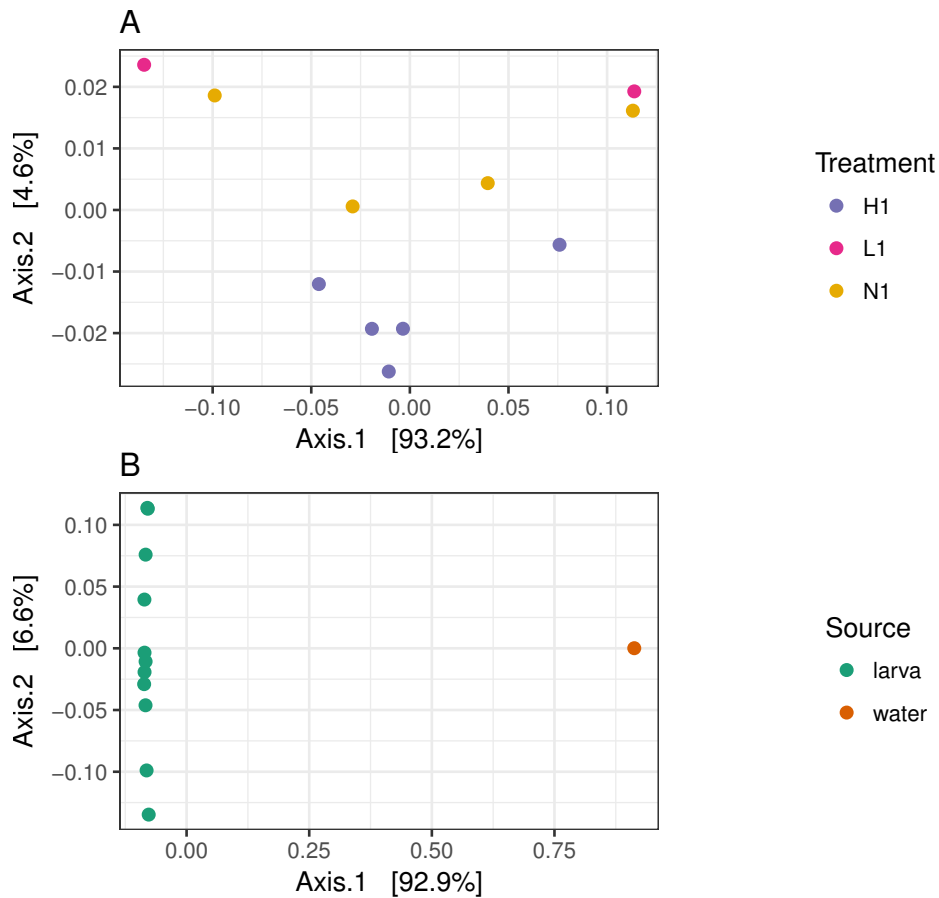 A
0.02
0.01
0.00
−0.01
−0.02
Axis.2 [4.6%]
−0.10 −0.05 0.00 0.05 0.10
Axis.1 [93.2%]
Treatment
H1
L1
N1
B
0.10
0.05
0.00
−0.05
−0.10
Axis.2 [6.6%]
0.00 0.25 0.50 0.75
Axis.1 [92.9%]
Source
larva
water